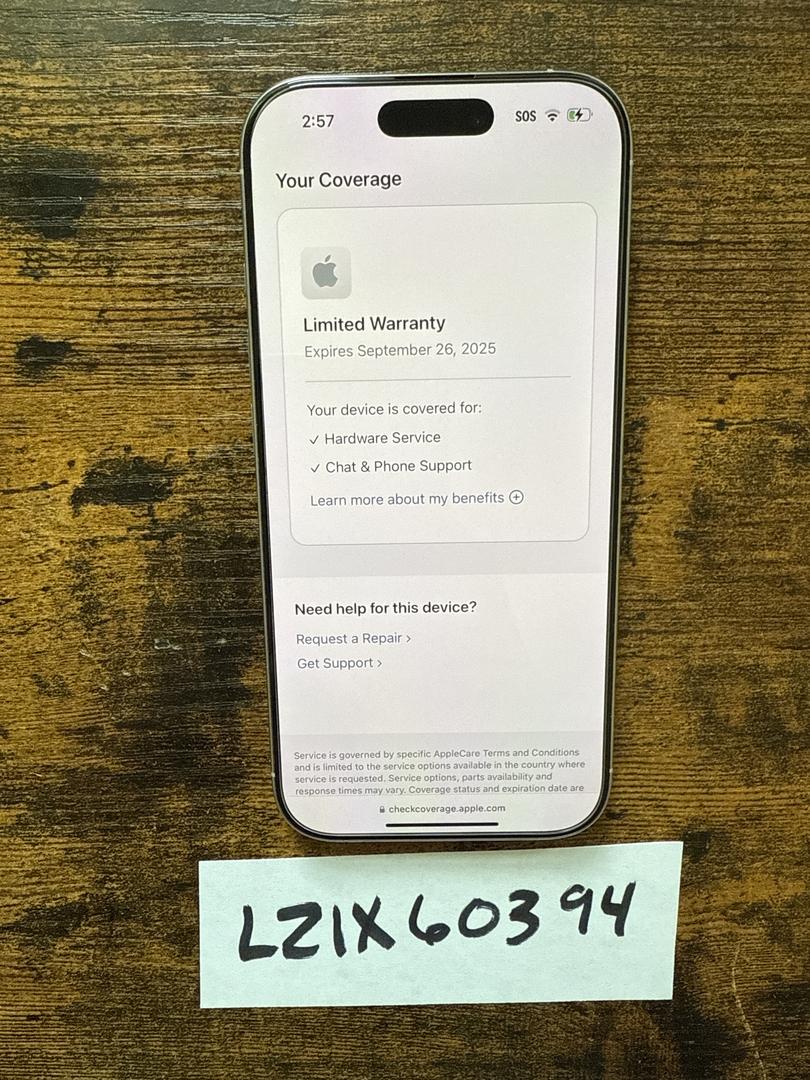 2:57 SOS
Your Coverage
Limited Warranty
Expires September 26, 2025
Your device is covered for:
✓ Hardware Service
✓ Chat & Phone Support
Learn more about my benefits ⊕
Need help for this device?
Request a Repair >
Get Support >
Service is governed by specific AppleCare Terms and Conditions
and is limited to the service options available in the country where
service is requested. Service options, parts availability and
response times may vary. Coverage status and expiration date are
checkcoverage.apple.com
LZ1X60394